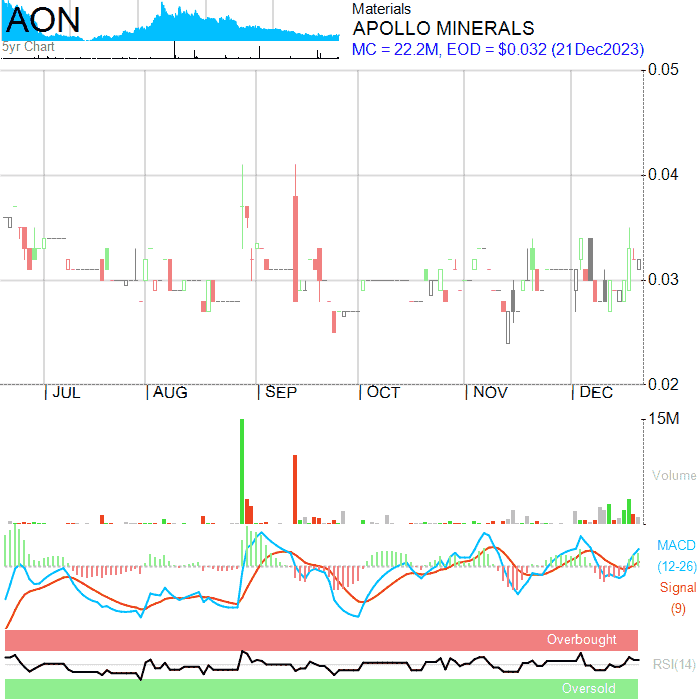 AON
5yr Chart
Materials
APOLLO MINERALS
MC = 22.2M, EOD = $0.032 (21Dec2023)
0.05
0.04
0.03
0.02
JUL AUG SEP OCT NOV DEC
15M
Volume
MACD
(12-26)
Signal
(9)
Overbought
RSI(14)
Oversold